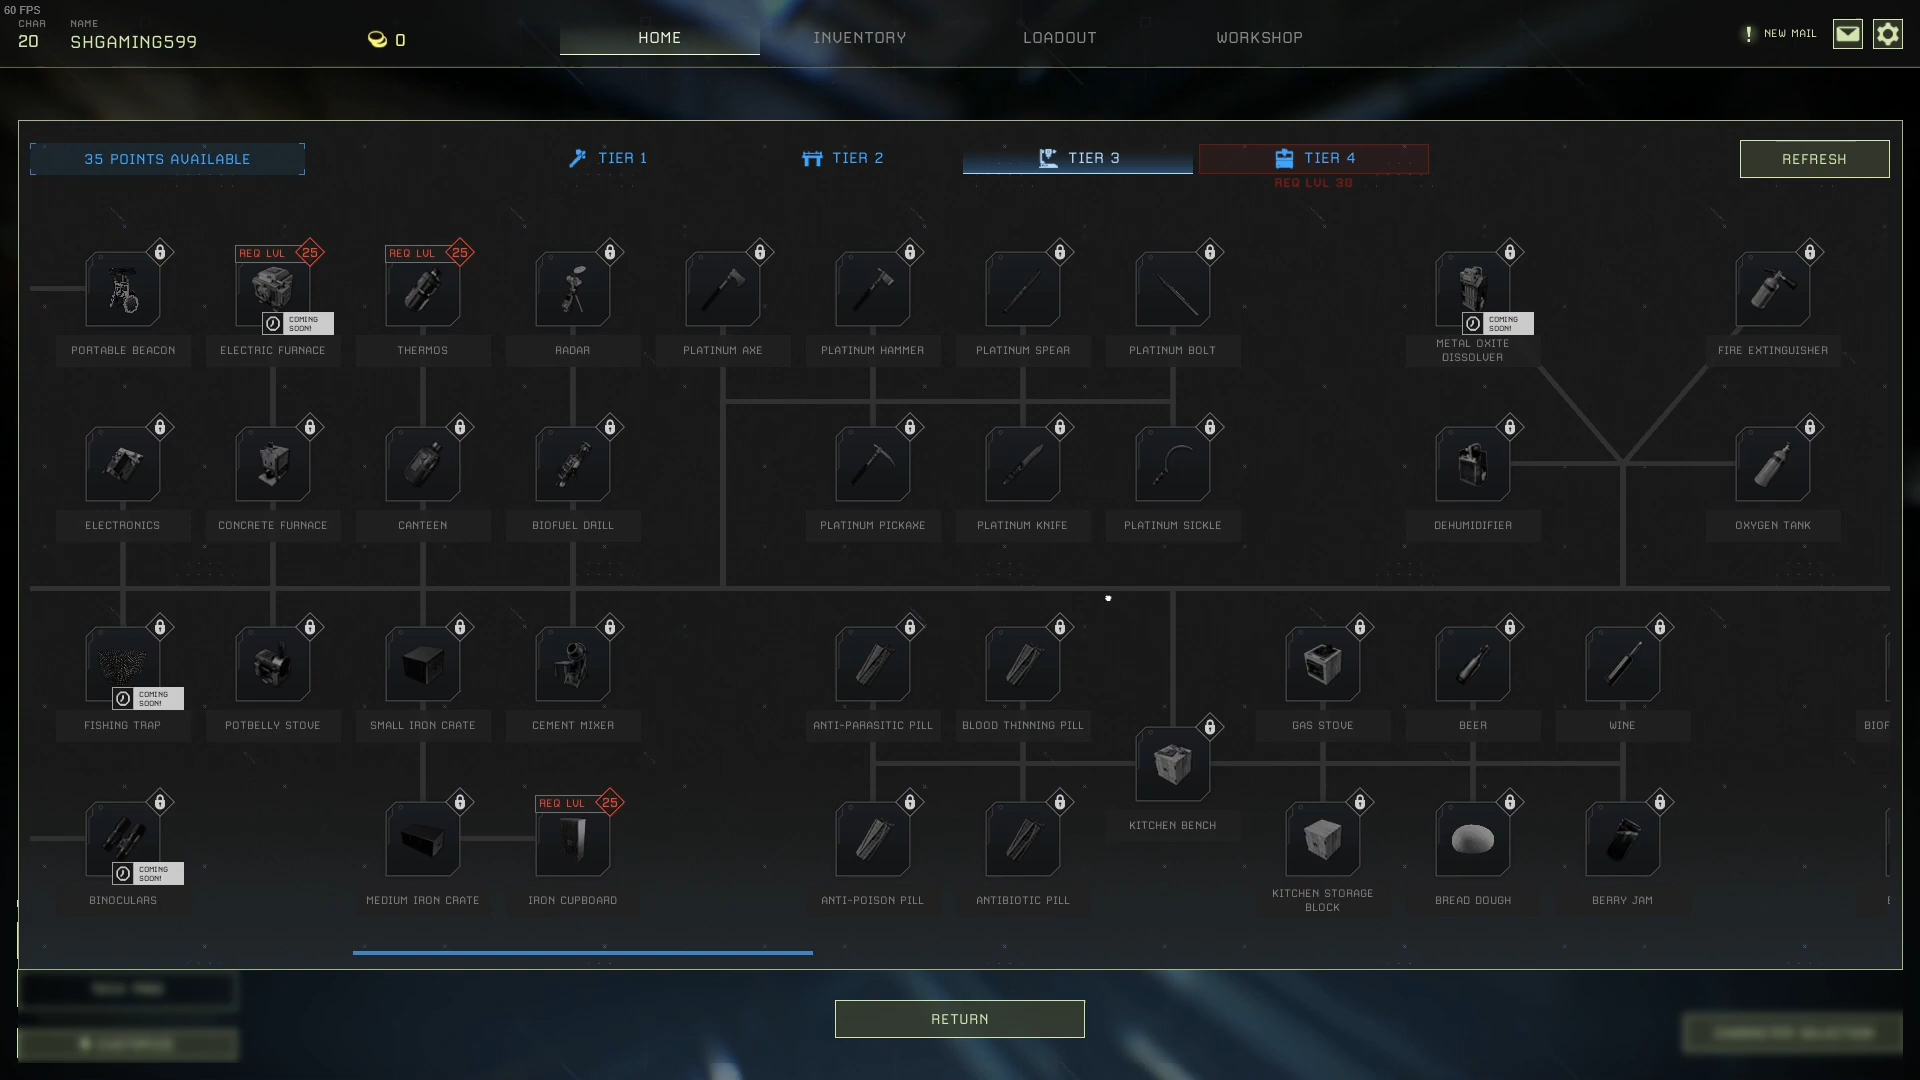 60 FPS
CHAR
20
NAME
SHGAMING599
0
HOME
INVENTORY
LOADOUT
WORKSHOP
! NEW MAIL
35 POINTS AVAILABLE
TIER 1
TIER 2
TIER 3
TIER 4
REQ LVL 30
REFRESH
REQ LVL 25
REQ LVL 25
COMING
SOON!
COMING
SOON!
PORTABLE BEACON
ELECTRIC FURNACE
THERMOS
RADAR
PLATINUM AXE
PLATINUM HAMMER
PLATINUM SPEAR
PLATINUM BOLT
METAL OXITE
DISSOLVER
FIRE EXTINGUISHER
ELECTRONICS
CONCRETE FURNACE
CANTEEN
BIOFUEL DRILL
PLATINUM PICKAXE
PLATINUM KNIFE
PLATINUM SICKLE
DEHUMIDIFIER
OXYGEN TANK
COMING
SOON!
FISHING TRAP
POTBELLY STOVE
SMALL IRON CRATE
CEMENT MIXER
ANTI-PARASITIC PILL
BLOOD THINNING PILL
GAS STOVE
BEER
WINE
BIOF
KITCHEN BENCH
REQ LVL 25
COMING
SOON!
BINOCULARS
MEDIUM IRON CRATE
IRON CUPBOARD
ANTI-POISON PILL
ANTIBIOTIC PILL
KITCHEN STORAGE
BLOCK
BREAD DOUGH
BERRY JAM
RETURN